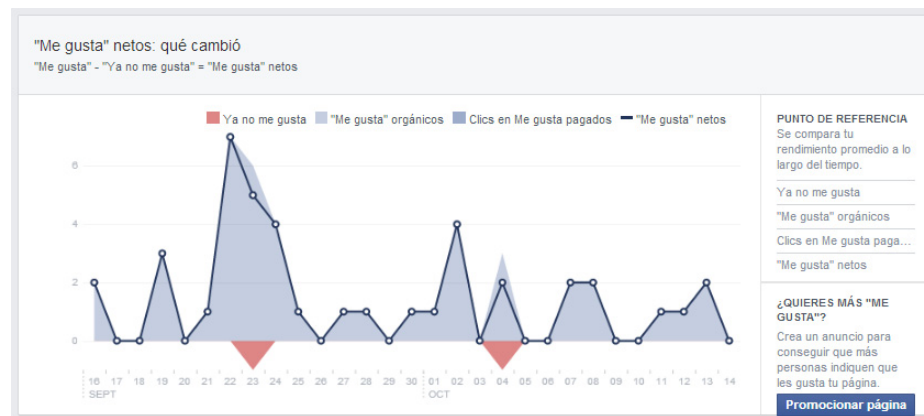 "Me gusta" netos: qué cambió
"Me gusta" - "Ya no me gusta" = "Me gusta" netos
Ya no me gusta "Me gusta" orgánicos Clics en Me gusta pagados "Me gusta" netos
6
4
2
0
16 17 18 19 20 21 22 23 24 25 26 27 28 29 30 01 02 03 04 05 06 07 08 09 10 11 12 13 14
SEPT OCT
PUNTO DE REFERENCIA
Se compara tu
rendimiento promedio a lo
largo del tiempo.
Ya no me gusta
"Me gusta" orgánicos
Clics en Me gusta paga...
"Me gusta" netos
¿QUIERES MÁS "ME
GUSTA"?
Crea un anuncio para
conseguir que más
personas indiquen que
les gusta tu página.
Promocionar página